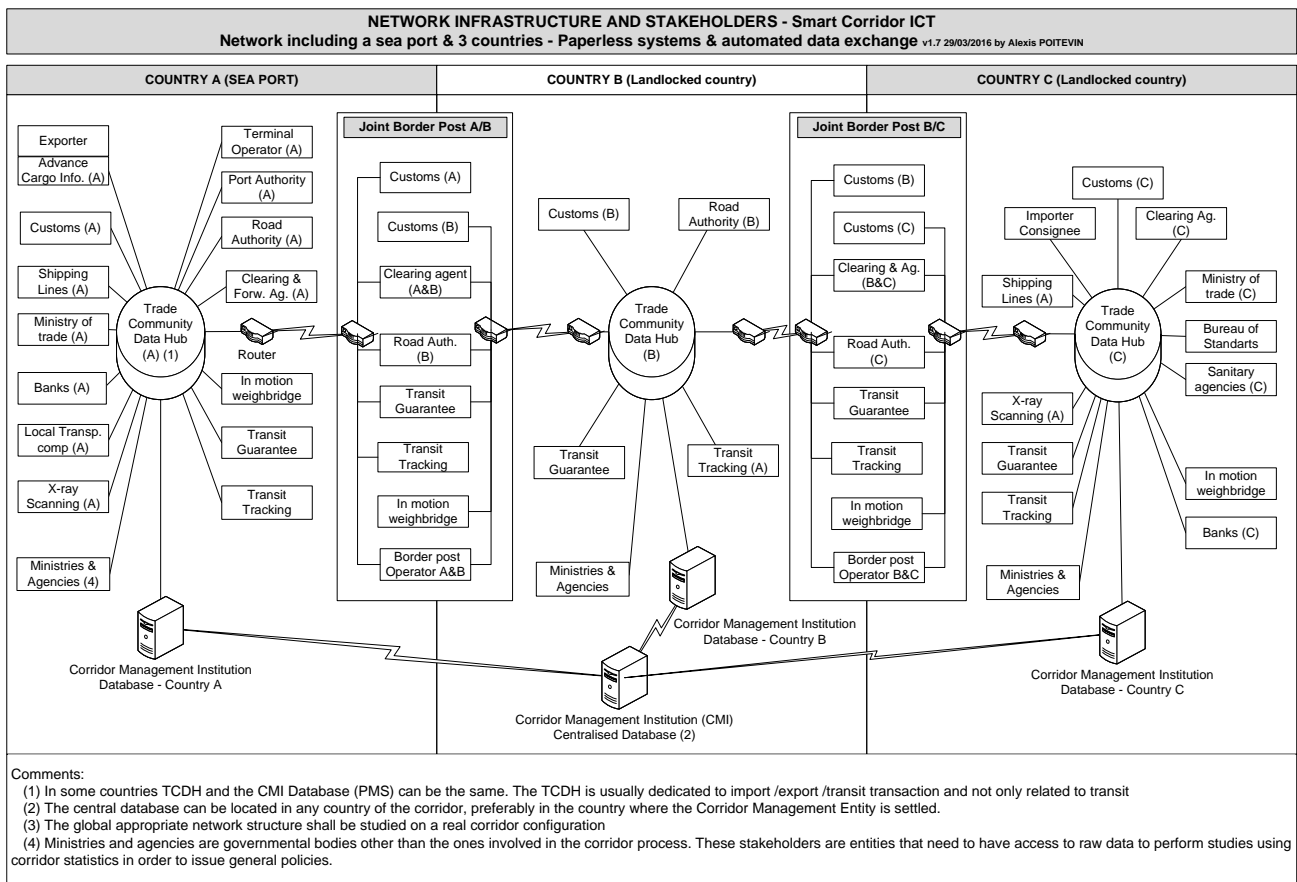 NETWORK INFRASTRUCTURE AND STAKEHOLDERS - Smart Corridor ICT
Network including a sea port & 3 countries - Paperless systems & automated data exchange v1.7 29/03/2016 by Alexis POITEVIN
COUNTRY A (SEA PORT)
COUNTRY B (Landlocked country)
COUNTRY C (Landlocked country)
Exporter
Advance
Cargo Info. (A)
Customs (A)
Shipping
Lines (A)
Ministry of
trade (A)
Banks (A)
Local Transp.
comp (A)
X-ray
Scanning (A)
Ministries &
Agencies (4)
Terminal
Operator (A)
Port Authority
(A)
Road
Authority (A)
Clearing &
Forw. Ag. (A)
Trade
Community
Data Hub
(A) (1)
Router
In motion
weighbridge
Transit
Guarantee
Transit
Tracking
Joint Border Post A/B
Customs (A)
Customs (B)
Clearing agent
(A&B)
Road Auth.
(B)
Transit
Guarantee
Transit
Tracking
In motion
weighbridge
Border post
Operator A&B
Customs (B)
Road
Authority (B)
Trade
Community
Data Hub
(B)
Transit
Guarantee
Transit
Tracking (A)
Ministries &
Agencies
Joint Border Post B/C
Customs (B)
Customs (C)
Clearing & Ag.
(B&C)
Road Auth.
(C)
Transit
Guarantee
Transit
Tracking
In motion
weighbridge
Border post
Operator B&C
Customs (C)
Importer
Consignee
Clearing Ag.
(C)
Shipping
Lines (A)
Ministry of
trade (C)
Trade
Community
Data Hub
(C)
Bureau of
Standarts
Sanitary
agencies (C)
X-ray
Scanning (A)
Transit
Guarantee
Transit
Tracking
In motion
weighbridge
Banks (C)
Ministries &
Agencies
Corridor Management Institution
Database - Country A
Corridor Management Institution
Database - Country B
Corridor Management Institution (CMI)
Centralised Database (2)
Corridor Management Institution
Database - Country C
Comments:
(1) In some countries TCDH and the CMI Database (PMS) can be the same. The TCDH is usually dedicated to import /export /transit transaction and not only related to transit
(2) The central database can be located in any country of the corridor, preferably in the country where the Corridor Management Entity is settled.
(3) The global appropriate network structure shall be studied on a real corridor configuration
(4) Ministries and agencies are governmental bodies other than the ones involved in the corridor process. These stakeholders are entities that need to have access to raw data to perform studies using
corridor statistics in order to issue general policies.